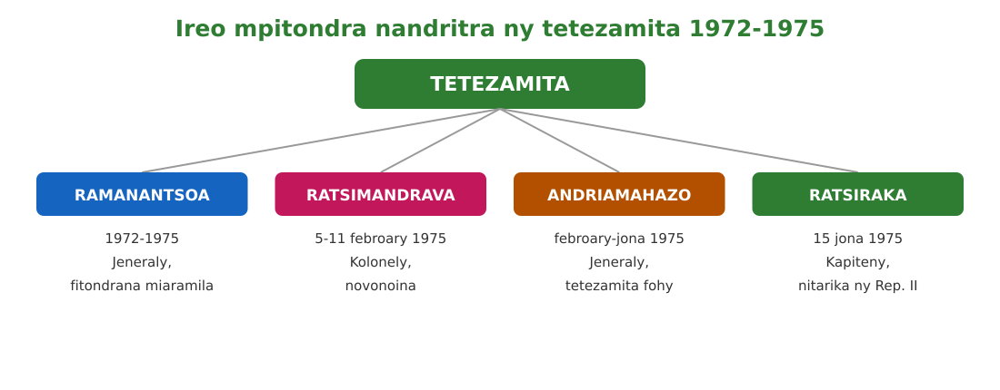 Ireo mpitondra nandritra ny tetezamita 1972-1975
TETEZAMITA
RAMANANTSOA
1972-1975
Jeneraly,
fitondrana miaramila
RATSIMANDRAVA
5-11 febroary 1975
Kolonely,
novonoina
ANDRIAMAHAZO
febroary-jona 1975
Jeneraly,
tetezamita fohy
RATSIRAKA
15 jona 1975
Kapiteny,
nitarika ny Rep. II